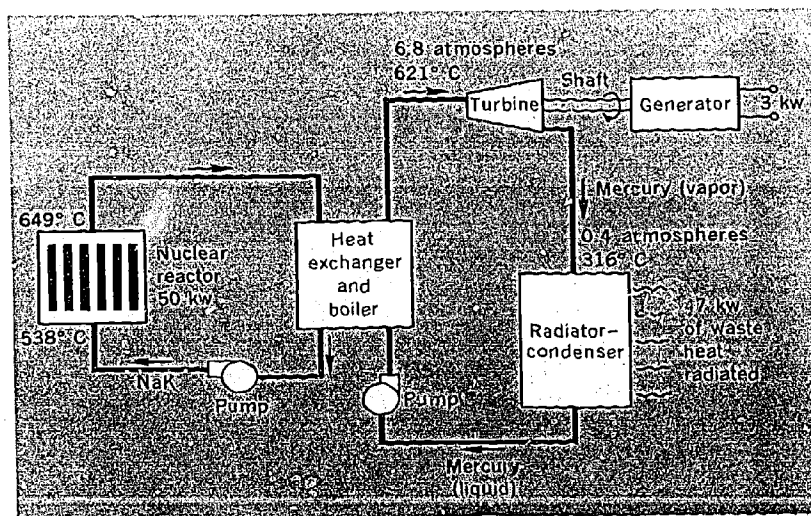 6.8 atmospheres
621° C
Turbine
Shaft
Generator
3 kw
Mercury (vapor)
0.4 atmospheres
316° C
649° C
Nuclear
reactor
50 kw
538° C
Heat
exchanger
and
boiler
Radiator–
condenser
47 kw
of waste
heat
radiated
NaK
Pump
Pump
Mercury
(liquid)